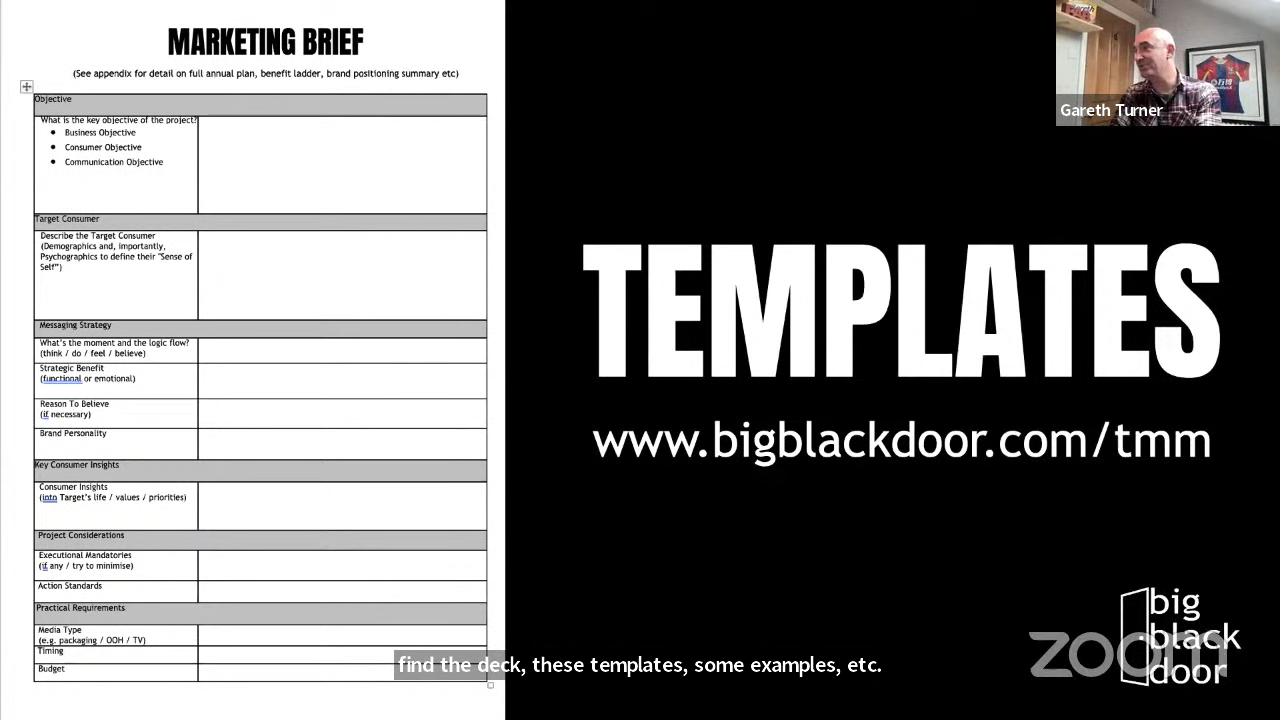 MARKETING BRIEF
(See appendix for detail on full annual plan, benefit ladder, brand positioning summary etc)
Objective
What is the key objective of the project?
● Business Objective
● Consumer Objective
● Communication Objective
Target Consumer
Describe the Target Consumer
(Demographics and, importantly,
Psychographics to define their "Sense of
Self")
Messaging Strategy
What's the moment and the logic flow?
(think / do / feel / believe)
Strategic Benefit
(functional or emotional)
Reason To Believe
(if necessary)
Brand Personality
Key Consumer Insights
Consumer Insights
(into Target's life / values / priorities)
Project Considerations
Executional Mandatories
(if any / try to minimise)
Action Standards
Practical Requirements
Media Type
(e.g. packaging / OOH / TV)
Timing
Budget
TEMPLATES
www.bigblackdoor.com/tmm
Gareth Turner
big
black
door
zoom
find the deck, these templates, some examples, etc.